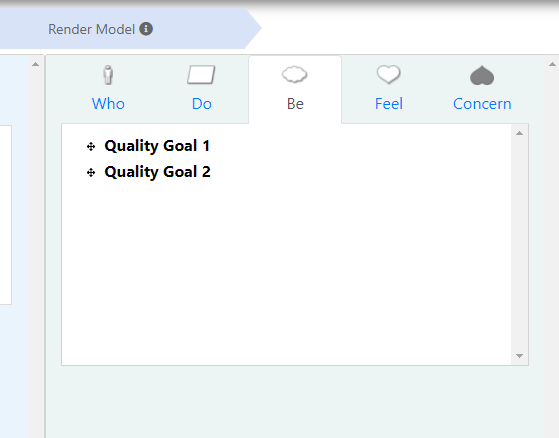 Render Model
Who Do Be Feel Concern
Quality Goal 1
Quality Goal 2